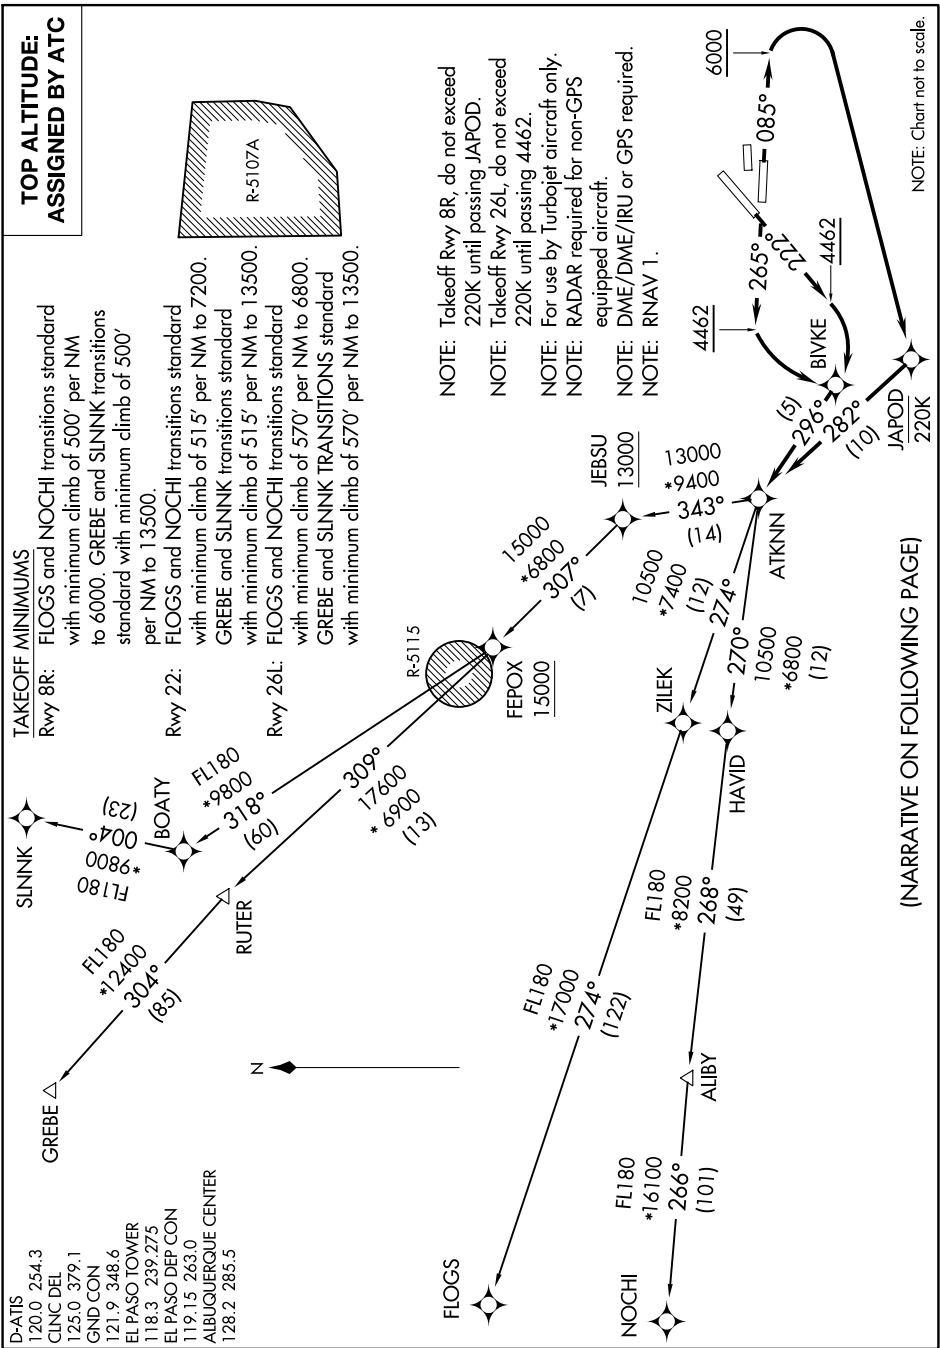 TOP ALTITUDE:
ASSIGNED BY ATC
D-ATIS
120.0 254.3
CLNC DEL
125.0 379.1
GND CON
121.9 348.6
EL PASO TOWER
118.3 239.275
EL PASO DEP CON
119.15 263.0
ALBUQUERQUE CENTER
128.2 285.5
TAKEOFF MINIMUMS
Rwy 8R: FLOGS and NOCHI transitions standard
with minimum climb of 500' per NM
to 6000. GREBE and SLNNK transitions
standard with minimum climb of 500'
per NM to 13500.
Rwy 22: FLOGS and NOCHI transitions standard
with minimum climb of 515' per NM to 7200.
GREBE and SLNNK transitions standard
with minimum climb of 515' per NM to 13500.
Rwy 26L: FLOGS and NOCHI transitions standard
with minimum climb of 570' per NM to 6800.
GREBE and SLNNK TRANSITIONS standard
with minimum climb of 570' per NM to 13500.
R-5107A
NOTE: Takeoff Rwy 8R, do not exceed
220K until passing JAPOD.
NOTE: Takeoff Rwy 26L, do not exceed
220K until passing 4462.
NOTE: For use by Turbojet aircraft only.
NOTE: RADAR required for non-GPS
equipped aircraft.
NOTE: DME/DME/IRU or GPS required.
NOTE: RNAV 1.
SLNNK
FL180
*9800
004°
(23)
BOATY
FL180
*9800
318°
(60)
GREBE
FL180
*12400
304°
(85)
RUTER
309°
17600
*6900
(13)
R-5115
FEPOX
15000
15000
*6800
307°
(7)
JEBSU
13000
13000
*9400
343°
(14)
N
FLOGS
FL180
*17000
274°
(122)
ZILEK
10500
*7400
(12)
274°
NOCHI
FL180
*16100
266°
(101)
ALIBY
FL180
*8200
268°
(49)
HAVID
270°
10500
*6800
(12)
ATKNIN
(5)
296°
282°
(10)
BIVKE
JAPOD
220K
4462
265°
222°
4462
085°
6000
(NARRATIVE ON FOLLOWING PAGE)
NOTE: Chart not to scale.